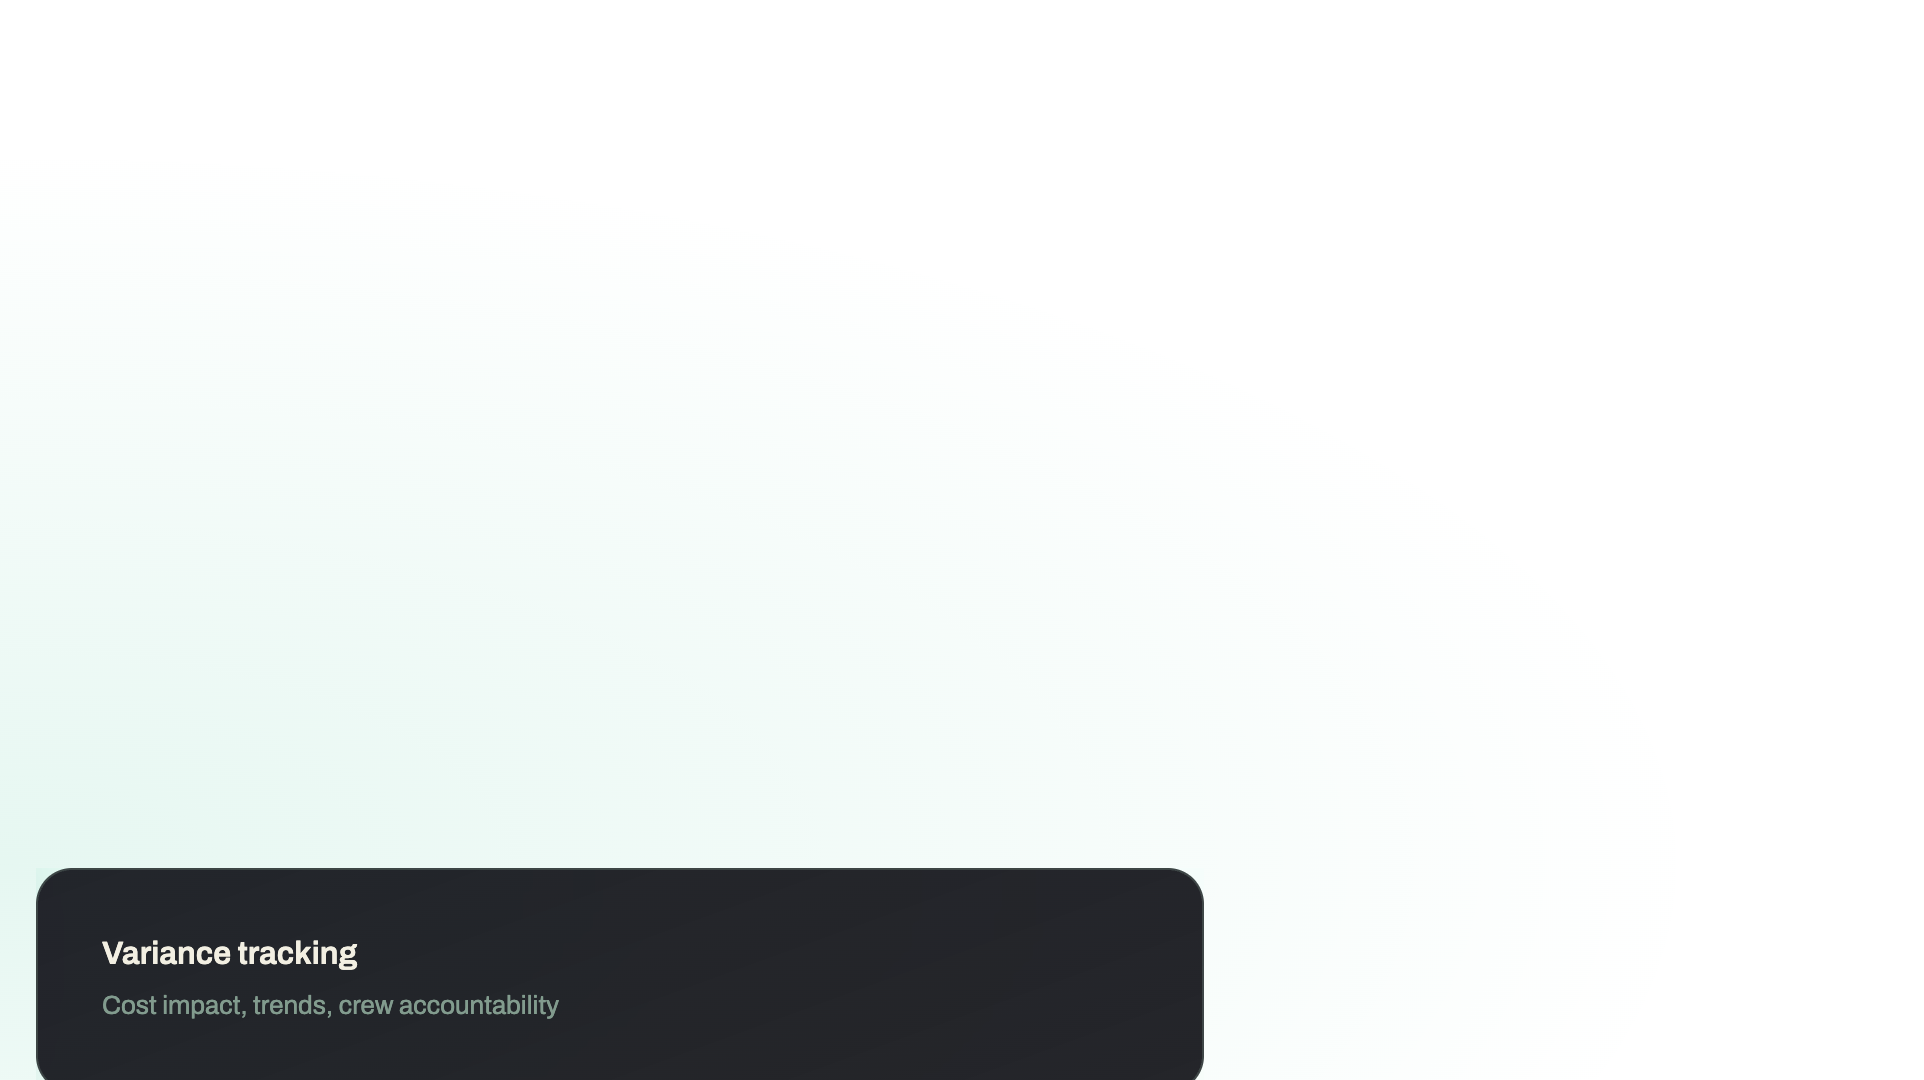 Variance tracking
Cost impact, trends, crew accountability